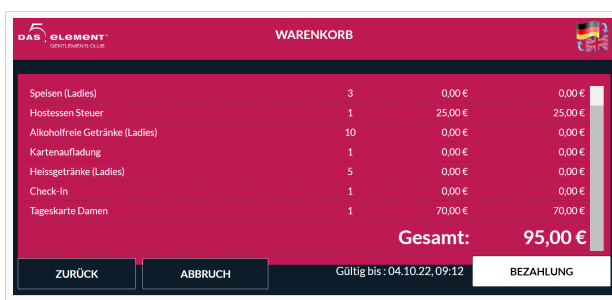 DAS 5 ELEMENT
GENTLEMEN'S CLUB
WARENKORB
Speisen (Ladies) 3 0,00 € 0,00 €
Hostessen Steuer 1 25,00 € 25,00 €
Alkoholfreie Getränke (Ladies) 10 0,00 € 0,00 €
Kartenaufladung 1 0,00 € 0,00 €
Heissgetränke (Ladies) 5 0,00 € 0,00 €
Check-In 1 0,00 € 0,00 €
Tageskarte Damen 1 70,00 € 70,00 €
Gesamt: 95,00 €
ZURÜCK ABBRUCH Gültig bis : 04.10.22, 09:12 BEZAHLUNG